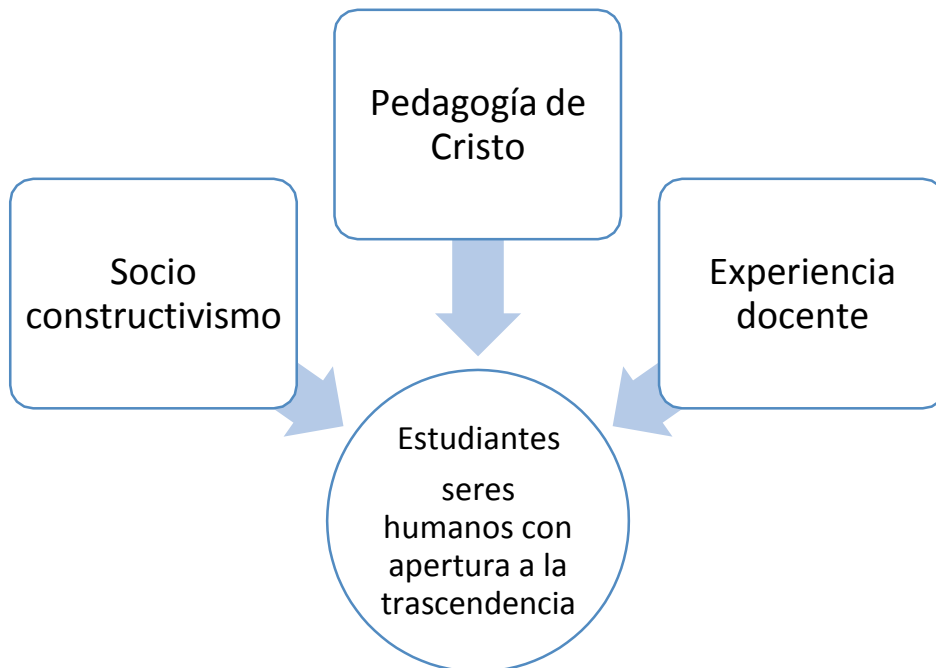 Pedagogía de
Cristo
Socio
constructivismo
Experiencia
docente
Estudiantes
seres
humanos con
apertura a la
trascendencia